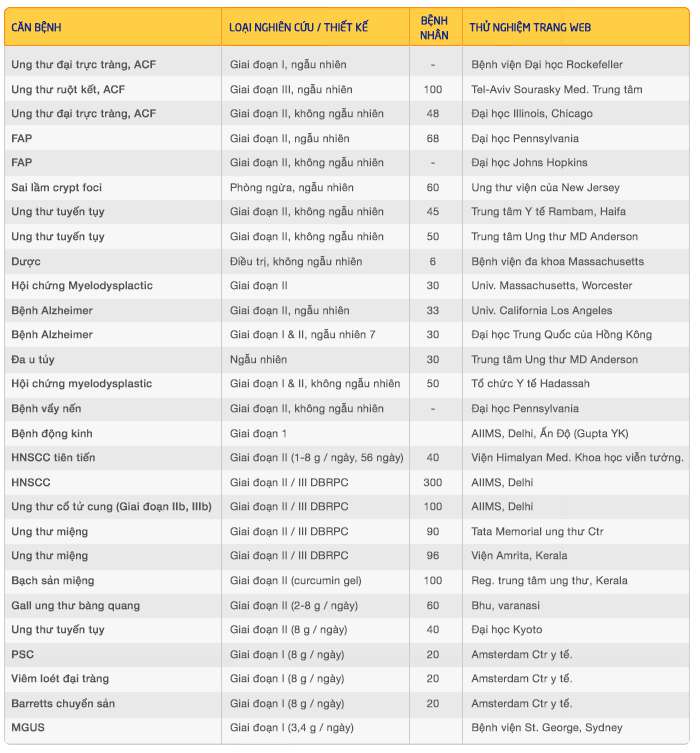 CĂN BỆNH LOẠI NGHIÊN CỨU / THIẾT KẾ BỆNH NHÂN THỬ NGHIỆM TRANG WEB
Ung thư đại trực tràng, ACF Giai đoạn I, ngẫu nhiên - Bệnh viện Đại học Rockefeller
Ung thư ruột kết, ACF Giai đoạn III, ngẫu nhiên 100 Tel-Aviv Sourasky Med. Trung tâm
Ung thư đại trực tràng, ACF Giai đoạn II, không ngẫu nhiên 48 Đại học Illinois, Chicago
FAP Giai đoạn II, ngẫu nhiên 68 Đại học Pennsylvania
FAP Giai đoạn II, không ngẫu nhiên - Đại học Johns Hopkins
Sai lầm crypt foci Phòng ngừa, ngẫu nhiên 60 Ung thư viện của New Jersey
Ung thư tuyến tụy Giai đoạn II, không ngẫu nhiên 45 Trung tâm Y tế Rambam, Haifa
Ung thư tuyến tụy Giai đoạn II, không ngẫu nhiên 50 Trung tâm Ung thư MD Anderson
Dược Điều trị, không ngẫu nhiên 6 Bệnh viện đa khoa Massachusetts
Hội chứng Myelodysplactic Giai đoạn II 30 Univ. Massachusetts, Worcester
Bệnh Alzheimer Giai đoạn II, ngẫu nhiên 33 Univ. California Los Angeles
Bệnh Alzheimer Giai đoạn I & II, ngẫu nhiên 7 30 Đại học Trung Quốc của Hồng Kông
Đa u tủy Ngẫu nhiên 30 Trung tâm Ung thư MD Anderson
Hội chứng myelodysplastic Giai đoạn I & II, không ngẫu nhiên 50 Tổ chức Y tế Hadassah
Bệnh vẩy nến Giai đoạn II, không ngẫu nhiên - Đại học Pennsylvania
Bệnh động kinh Giai đoạn 1 AIIMS, Delhi, Ấn Độ (Gupta YK)
HNSCC tiên tiến Giai đoạn II (1-8 g / ngày, 56 ngày) 40 Viện Himalyan Med. Khoa học viễn tưởng.
HNSCC Giai đoạn II / III DBRPC 300 AIIMS, Delhi
Ung thư cổ tử cung (Giai đoạn IIb, IIIb) Giai đoạn II / III DBRPC 100 AIIMS, Delhi
Ung thư miệng Giai đoạn II / III DBRPC 90 Tata Memorial ung thư Ctr
Ung thư miệng Giai đoạn II / III DBRPC 96 Viện Amrita, Kerala
Bạch sản miệng Giai đoạn II (curcumin gel) 100 Reg. trung tâm ung thư, Kerala
Gall ung thư bàng quang Giai đoạn II (2-8 g / ngày) 60 Bhu, varanasi
Ung thư tuyến tụy Giai đoạn II (8 g / ngày) 40 Đại học Kyoto
PSC Giai đoạn I (8 g / ngày) 20 Amsterdam Ctr y tế.
Viêm loét đại tràng Giai đoạn I (8 g / ngày) 20 Amsterdam Ctr y tế.
Barretts chuyển sản Giai đoạn I (8 g / ngày) 20 Amsterdam Ctr y tế.
MGUS Giai đoạn I (3,4 g / ngày) Bệnh viện St. George, Sydney